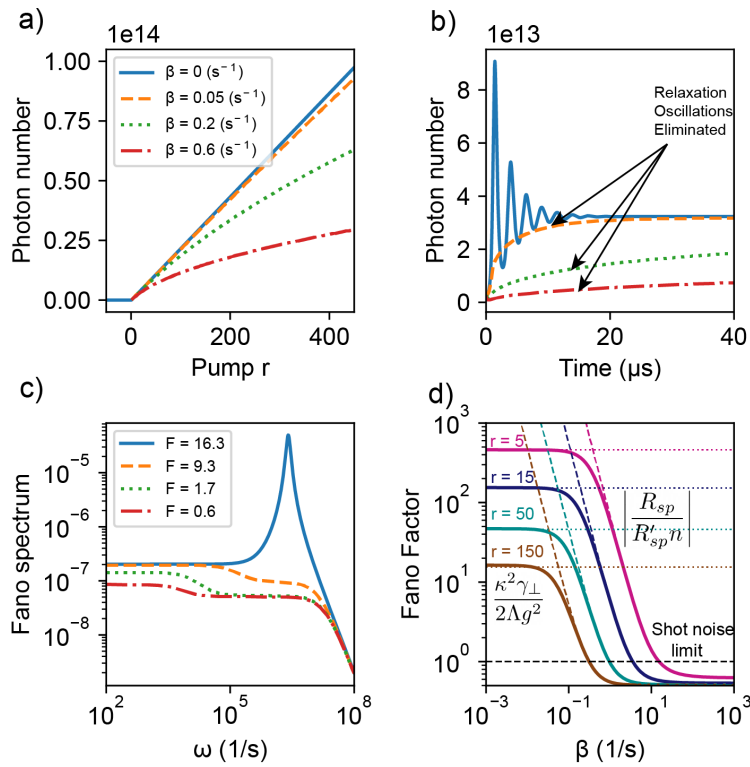 a)
1e14
1.00
0.75
0.50
0.25
0.00
Photon number
β = 0 (s⁻¹)
β = 0.05 (s⁻¹)
β = 0.2 (s⁻¹)
β = 0.6 (s⁻¹)
0
200
400
Pump r
b)
1e13
9
6
3
0
Photon number
Relaxation
Oscillations
Eliminated
0
20
40
Time (µs)
c)
10⁻⁵
10⁻⁶
10⁻⁷
10⁻⁸
Fano spectrum
F = 16.3
F = 9.3
F = 1.7
F = 0.6
10²
10⁵
10⁸
ω (1/s)
d)
10³
10²
10¹
10⁰
Fano Factor
r = 5
r = 15
r = 50
r = 150
|R_sp / R′_sp n|
κ²γ⊥ / 2Λg²
Shot noise
limit
10⁻³
10⁻¹
10¹
10³
β (1/s)